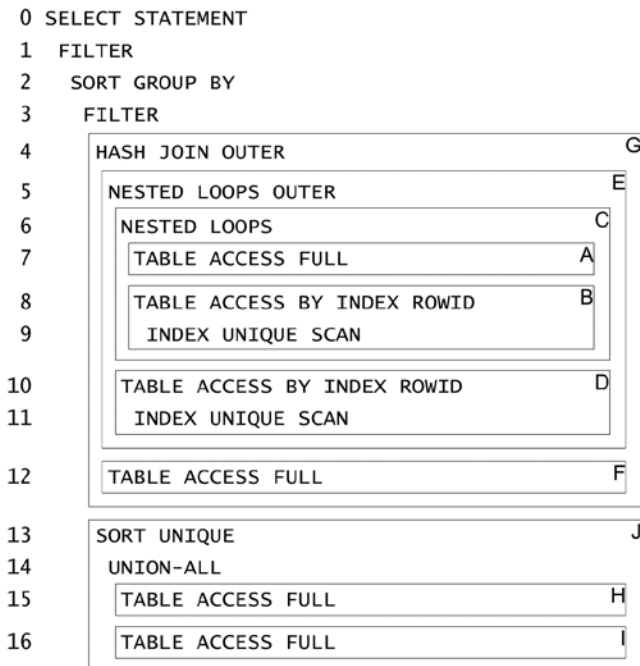 0 SELECT STATEMENT
1 FILTER
2 SORT GROUP BY
3 FILTER
4 HASH JOIN OUTER G
5 NESTED LOOPS OUTER E
6 NESTED LOOPS C
7 TABLE ACCESS FULL A
8 TABLE ACCESS BY INDEX ROWID B
9 INDEX UNIQUE SCAN
10 TABLE ACCESS BY INDEX ROWID D
11 INDEX UNIQUE SCAN
12 TABLE ACCESS FULL F
13 SORT UNIQUE J
14 UNION-ALL
15 TABLE ACCESS FULL H
16 TABLE ACCESS FULL I